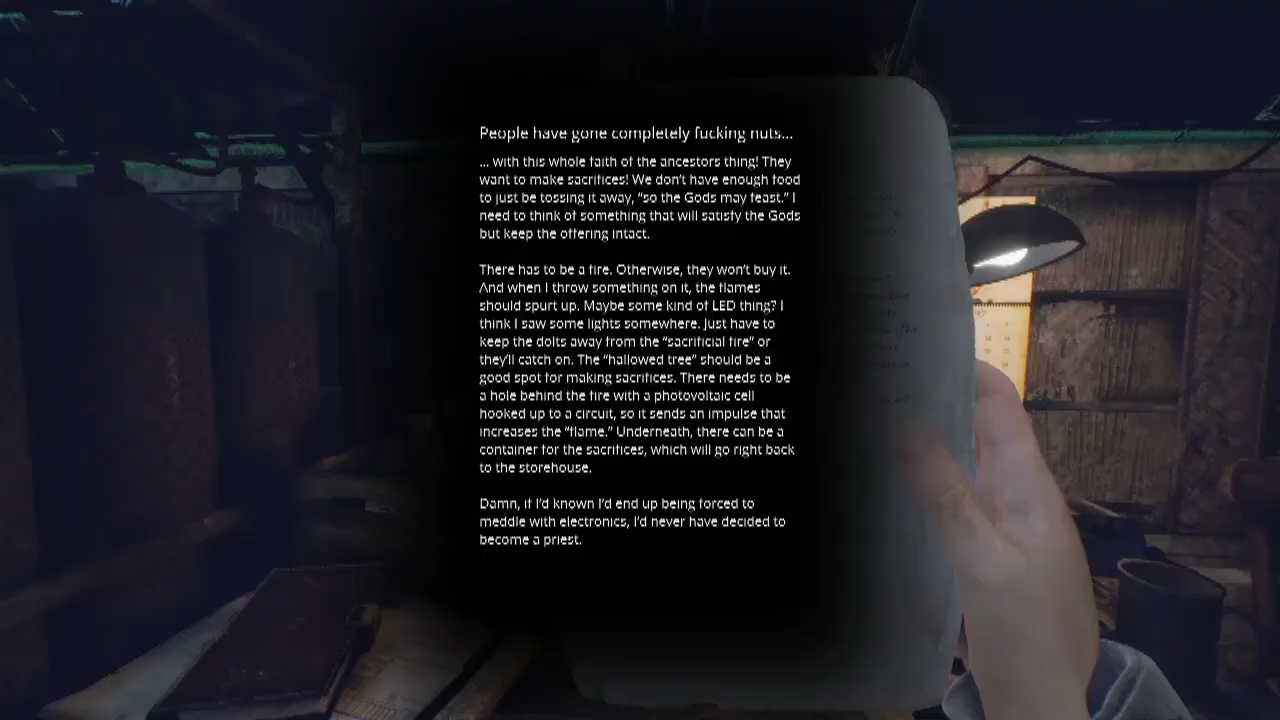 People have gone completely fucking nuts...
... with this whole faith of the ancestors thing! They
want to make sacrifices! We don't have enough food
to just be tossing it away, “so the Gods may feast.” I
need to think of something that will satisfy the Gods
but keep the offering intact.
There has to be a fire. Otherwise, they won't buy it.
And when I throw something on it, the flames
should spurt up. Maybe some kind of LED thing? I
think I saw some lights somewhere. Just have to
keep the dolts away from the “sacrificial fire” or
they'll catch on. The “hallowed tree” should be a
good spot for making sacrifices. There needs to be
a hole behind the fire with a photovoltaic cell
hooked up to a circuit, so it sends an impulse that
increases the “flame.” Underneath, there can be a
container for the sacrifices, which will go right back
to the storehouse.
Damn, if I'd known I'd end up being forced to
meddle with electronics, I'd never have decided to
become a priest.